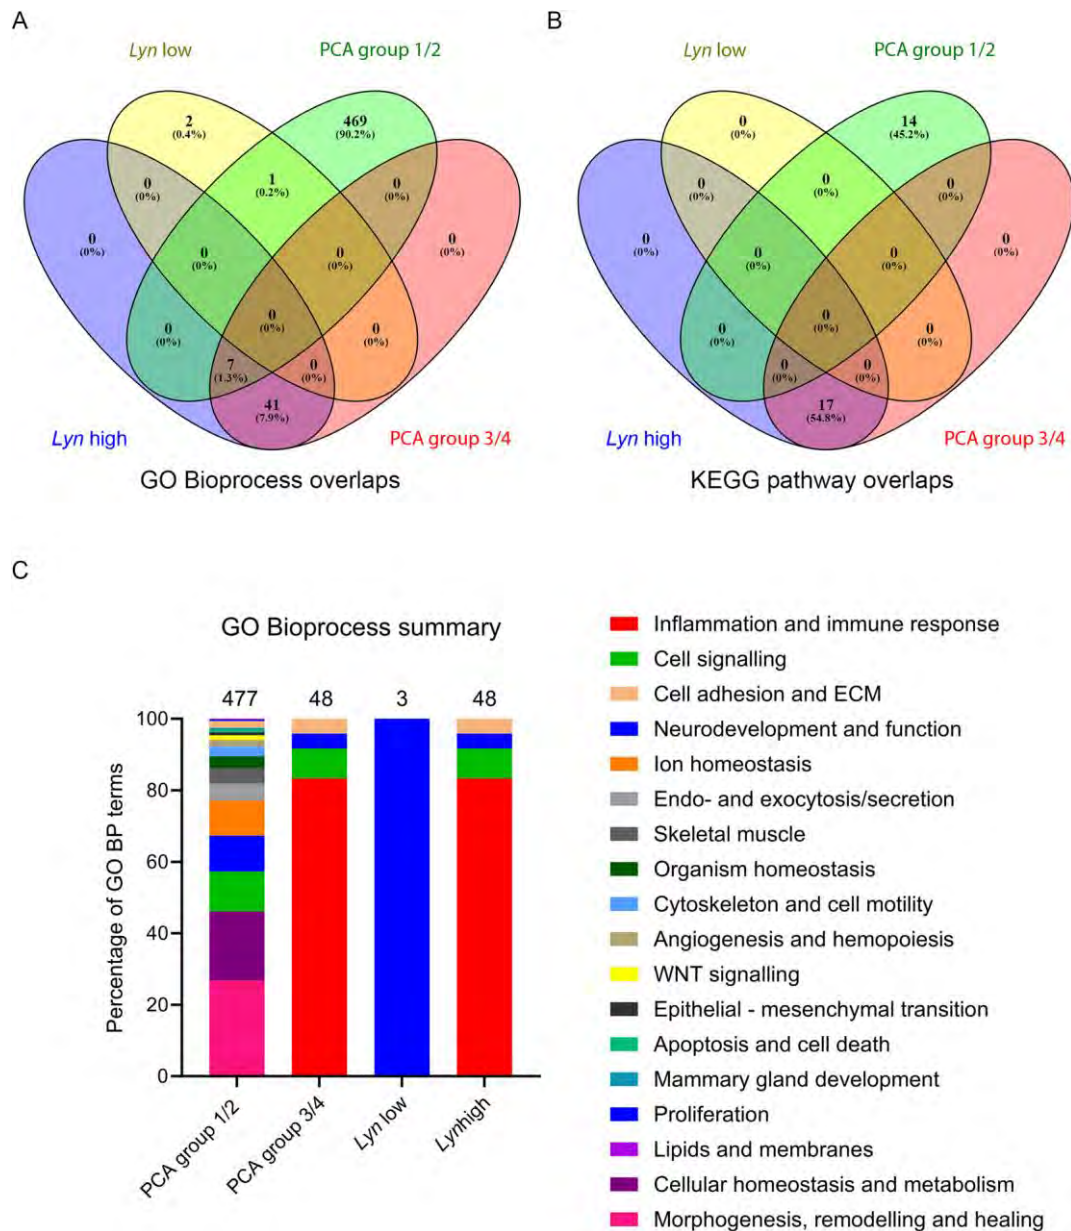 A
B
Lyn low
PCA group 1/2
Lyn low
PCA group 1/2
2
(0.4%)
469
(90.2%)
0
(0%)
14
(45.2%)
0
(0%)
1
(0.2%)
0
(0%)
0
(0%)
0
(0%)
0
(0%)
0
(0%)
0
(0%)
0
(0%)
0
(0%)
0
(0%)
0
(0%)
0
(0%)
0
(0%)
0
(0%)
0
(0%)
0
(0%)
0
(0%)
0
(0%)
0
(0%)
0
(0%)
0
(0%)
7
(1.3%)
0
(0%)
0
(0%)
0
(0%)
41
(7.9%)
17
(54.8%)
Lyn high
PCA group 3/4
Lyn high
PCA group 3/4
GO Bioprocess overlaps
KEGG pathway overlaps
C
GO Bioprocess summary
477 48 3 48
Percentage of GO BP terms
100
80
60
40
20
0
PCA group 1/2
PCA group 3/4
Lyn low
Lynhigh
Inflammation and immune response
Cell signalling
Cell adhesion and ECM
Neurodevelopment and function
Ion homeostasis
Endo- and exocytosis/secretion
Skeletal muscle
Organism homeostasis
Cytoskeleton and cell motility
Angiogenesis and hemopoiesis
WNT signalling
Epithelial - mesenchymal transition
Apoptosis and cell death
Mammary gland development
Proliferation
Lipids and membranes
Cellular homeostasis and metabolism
Morphogenesis, remodelling and healing